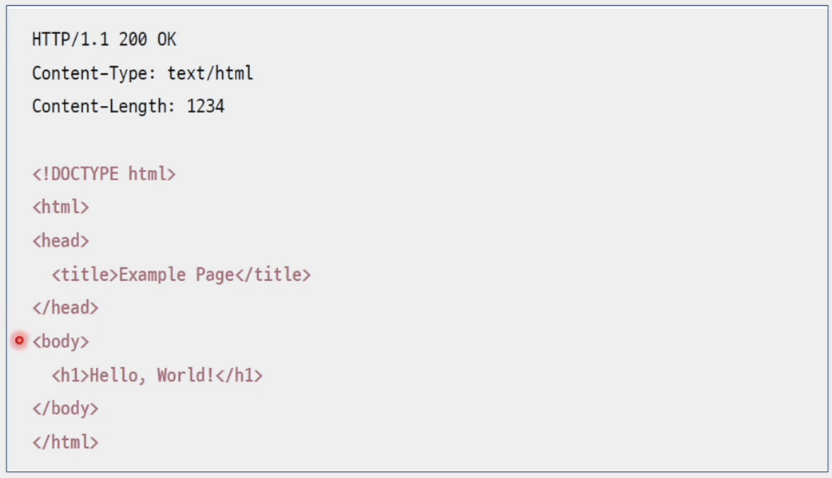 HTTP/1.1 200 OK
Content-Type: text/html
Content-Length: 1234

<!DOCTYPE html>
<html>
<head>
  <title>Example Page</title>
</head>
<body>
  <h1>Hello, World!</h1>
</body>
</html>